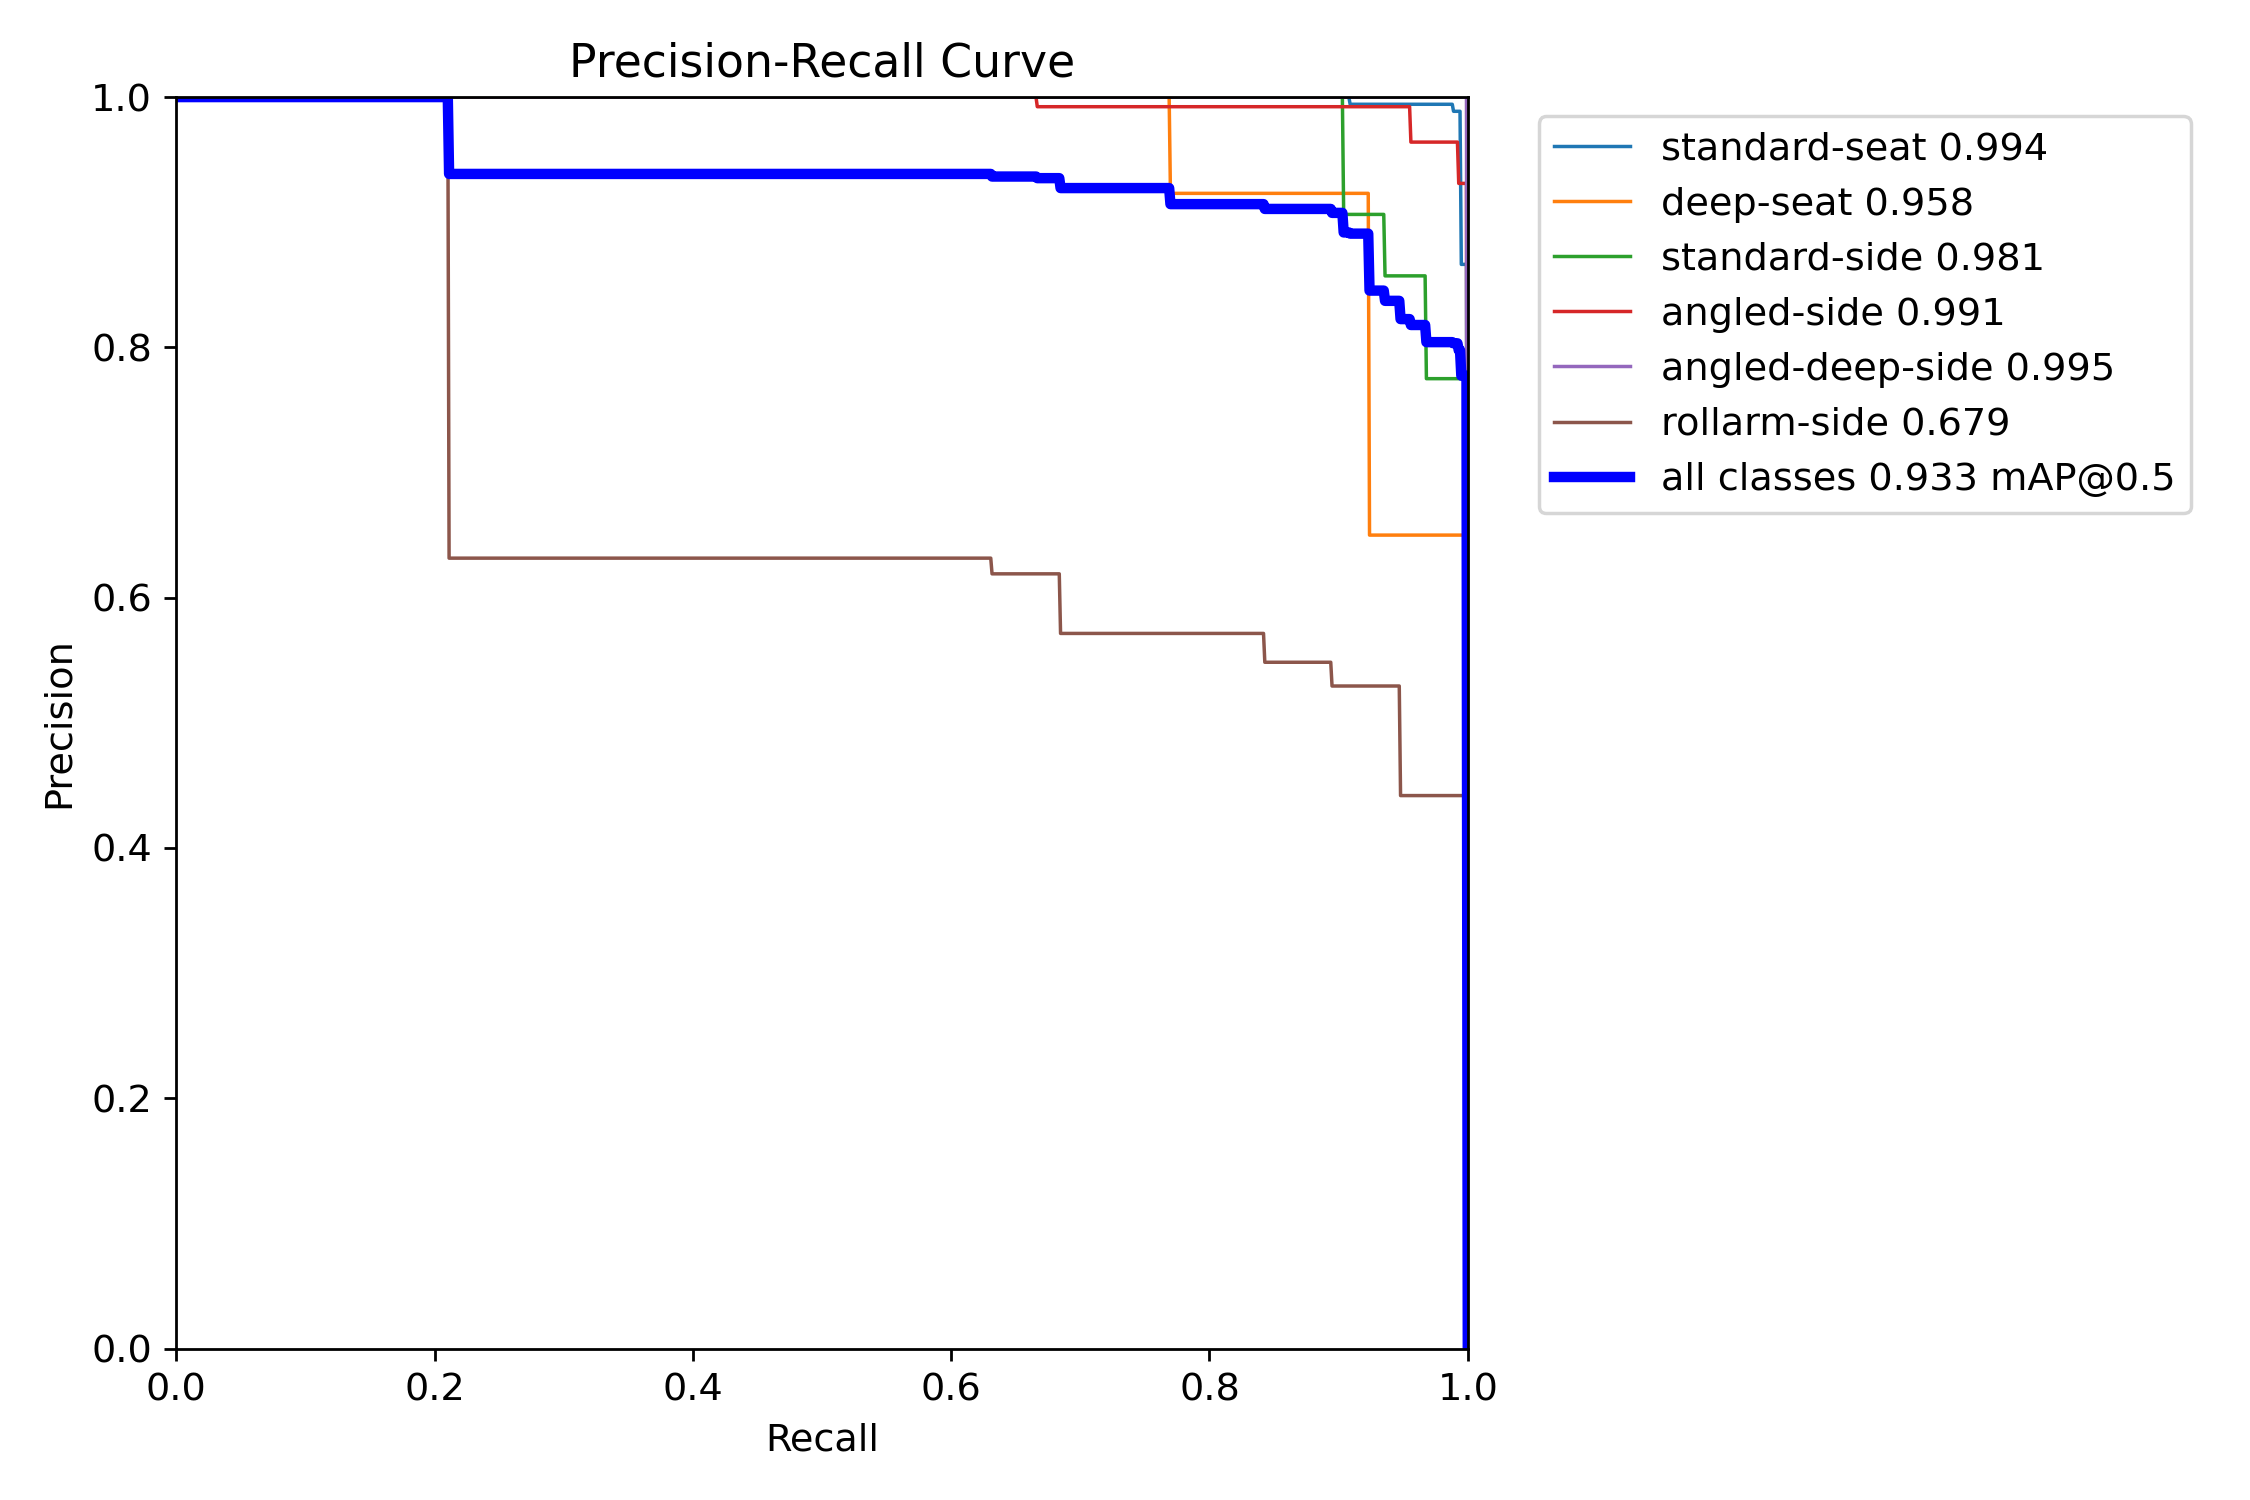 Precision-Recall Curve
1.0
0.8
0.6
0.4
0.2
0.0
Precision
0.0 0.2 0.4 0.6 0.8 1.0
Recall
standard-seat 0.994
deep-seat 0.958
standard-side 0.981
angled-side 0.991
angled-deep-side 0.995
rollarm-side 0.679
all classes 0.933 mAP@0.5